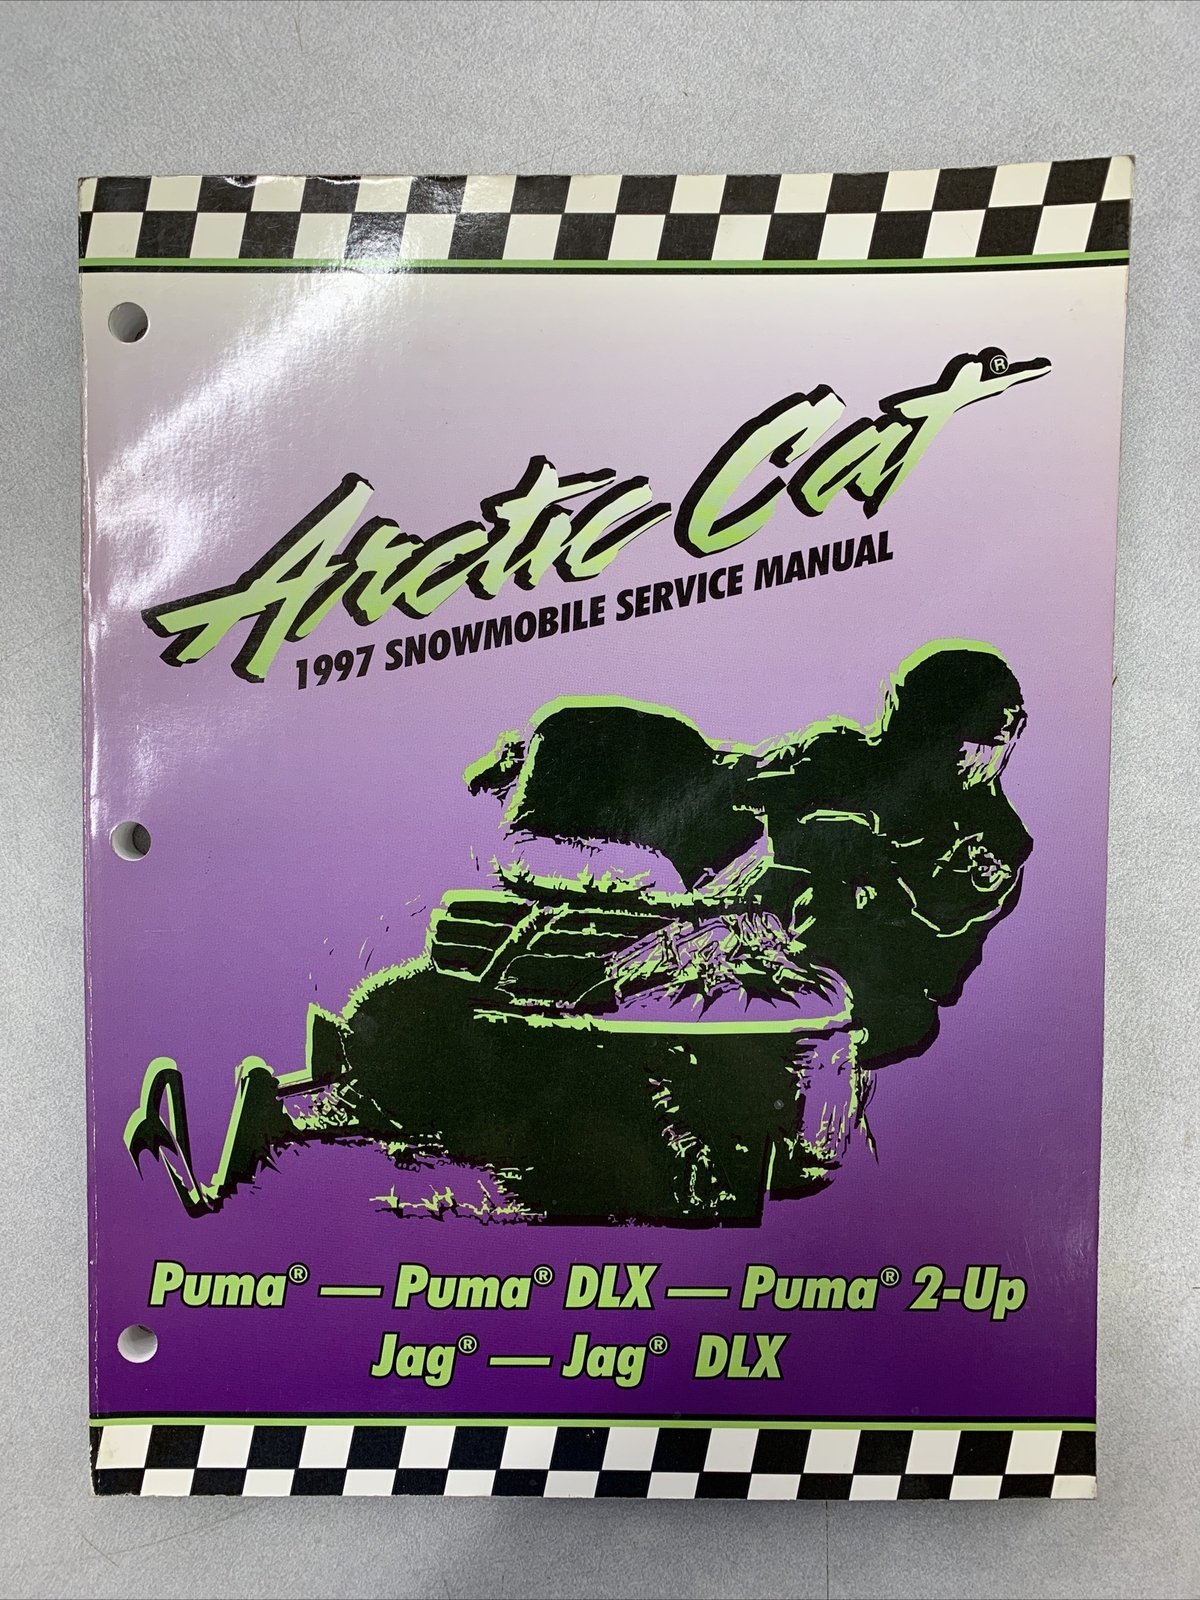 Arctic Cat®
1997 SNOWMOBILE SERVICE MANUAL
Puma® — Puma® DLX — Puma® 2-Up
Jag® — Jag® DLX